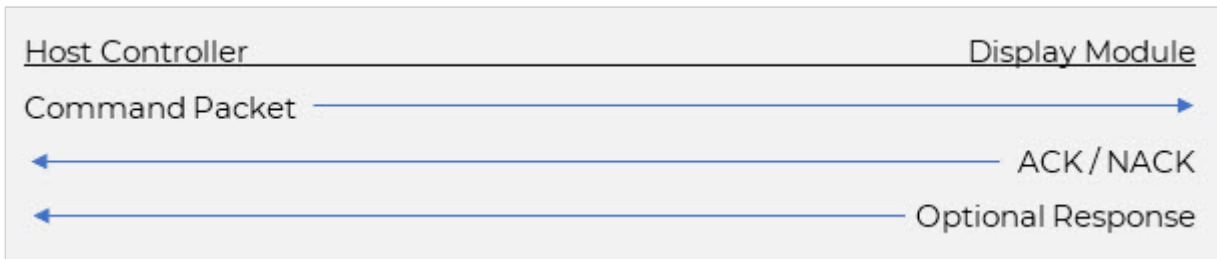 Host Controller Display Module
Command Packet
ACK / NACK
Optional Response